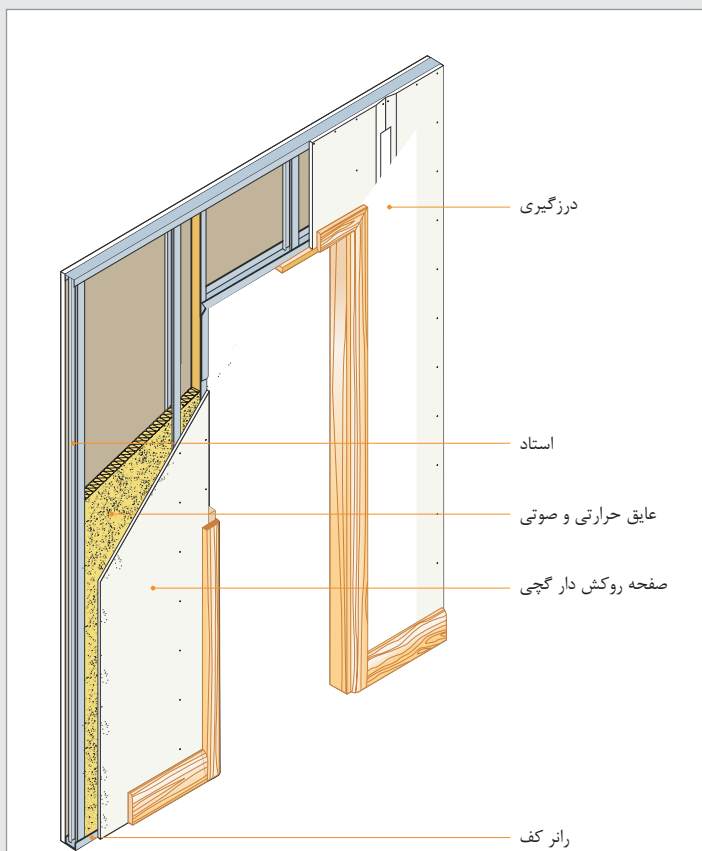 درزگیری
استاد
عایق حرارتی و صوتی
صفحه روکش دار گچی
رانر کف